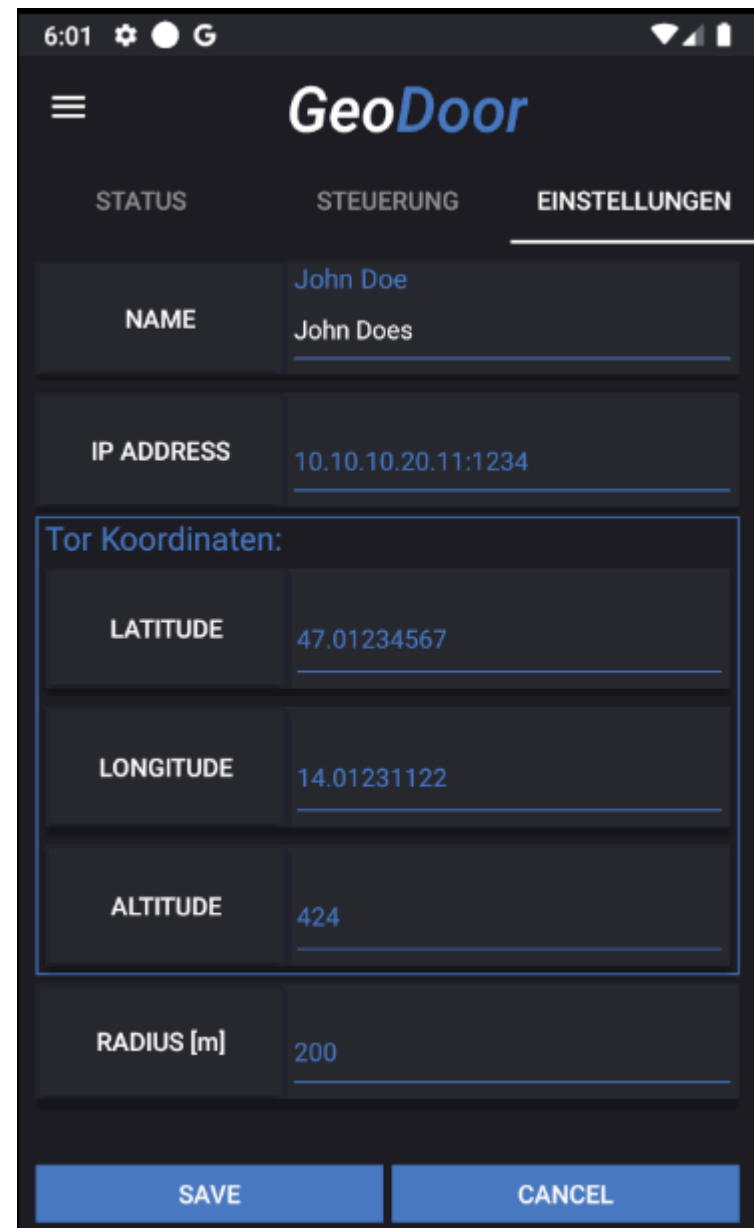 6:01 G
GeoDoor
STATUS STEUERUNG EINSTELLUNGEN
John Doe
NAME
John Does
IP ADDRESS
10.10.10.20.11:1234
Tor Koordinaten:
LATITUDE
47.01234567
LONGITUDE
14.01231122
ALTITUDE
424
RADIUS [m]
200
SAVE CANCEL